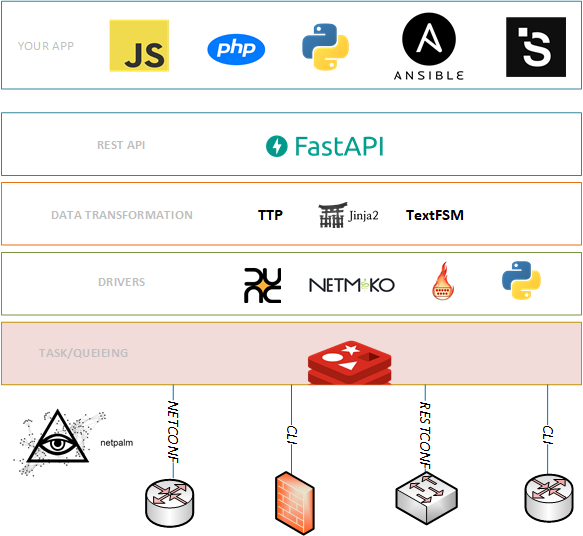 YOUR APP
JS
php
ANSIBLE
S
REST API
FastAPI
DATA TRANSFORMATION
TTP
Jinja2
TextFSM
DRIVERS
NETMIKO
TASK/QUEIEING
NETCONF
CLI
RESTCONF
CLI
netpalm